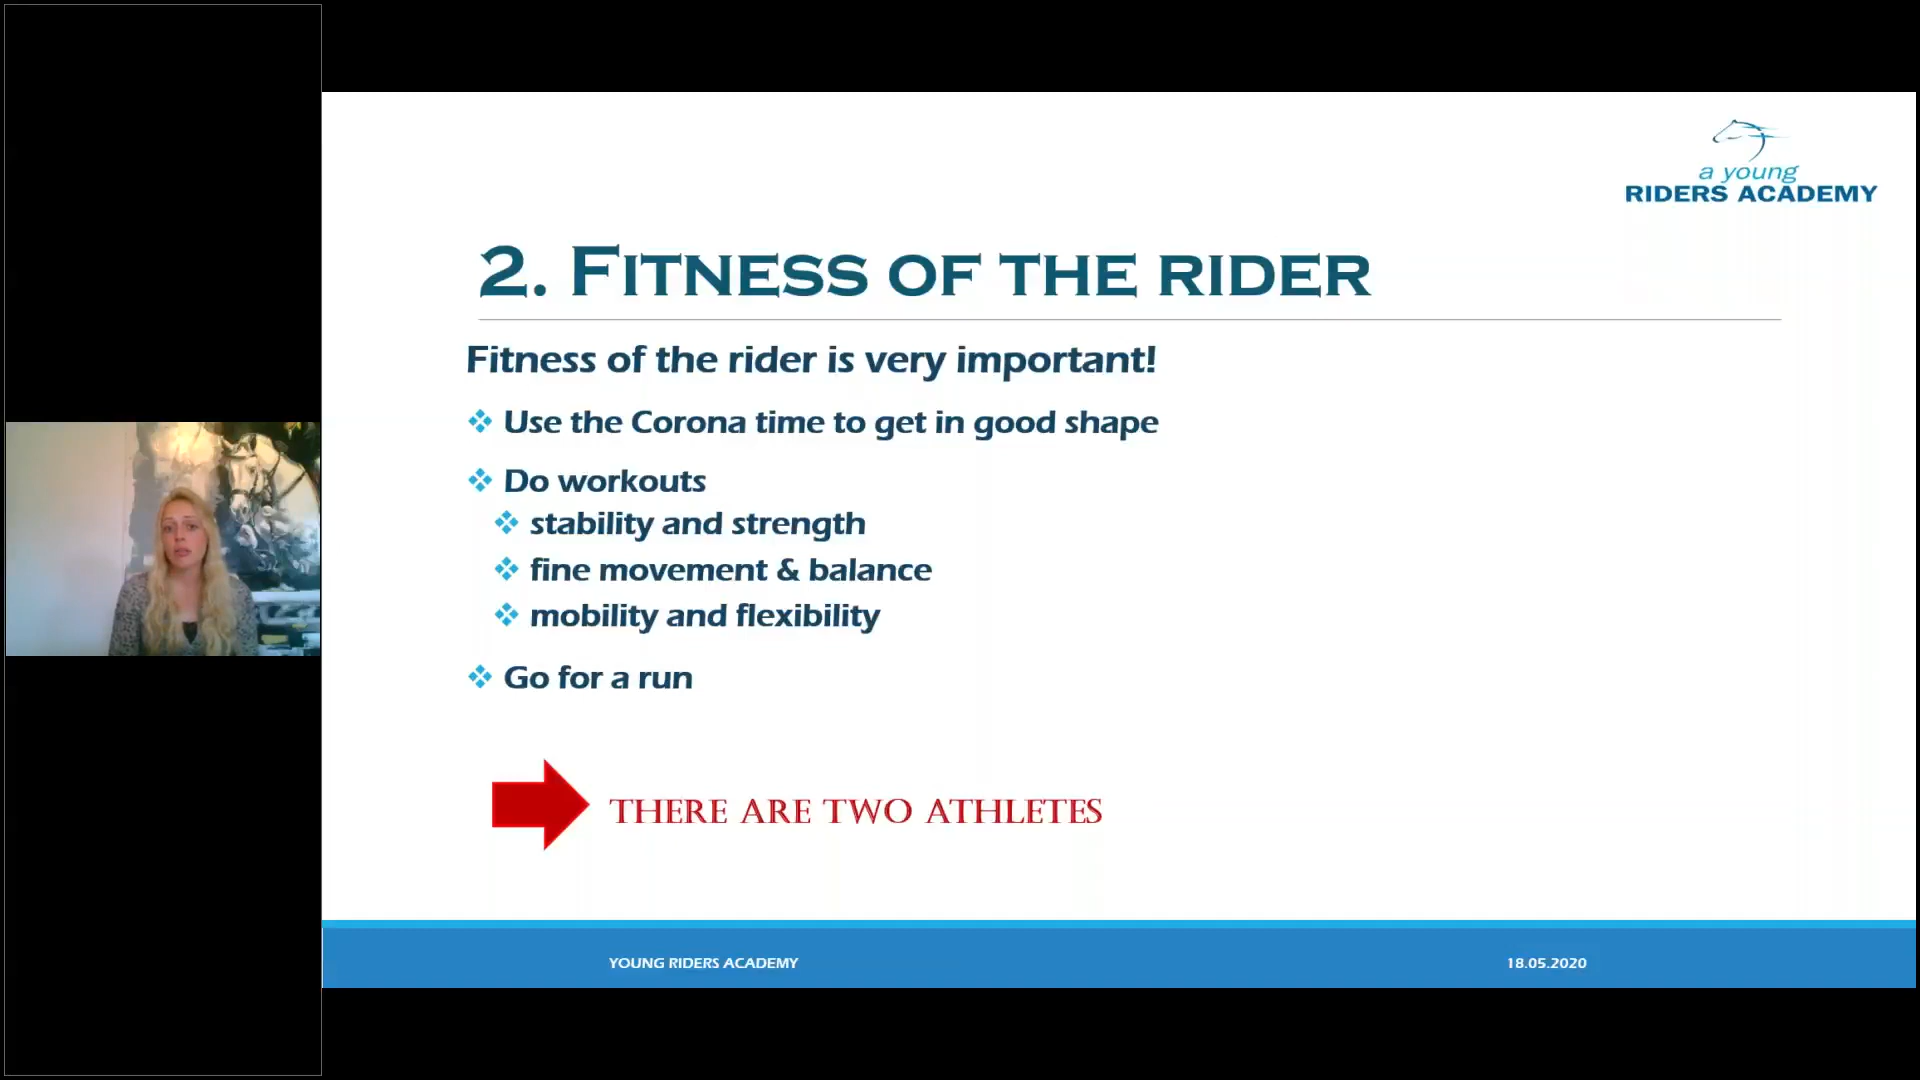 a young
RIDERS ACADEMY
2. FITNESS OF THE RIDER
Fitness of the rider is very important!
Use the Corona time to get in good shape
Do workouts
stability and strength
fine movement & balance
mobility and flexibility
Go for a run
THERE ARE TWO ATHLETES
YOUNG RIDERS ACADEMY
18.05.2020